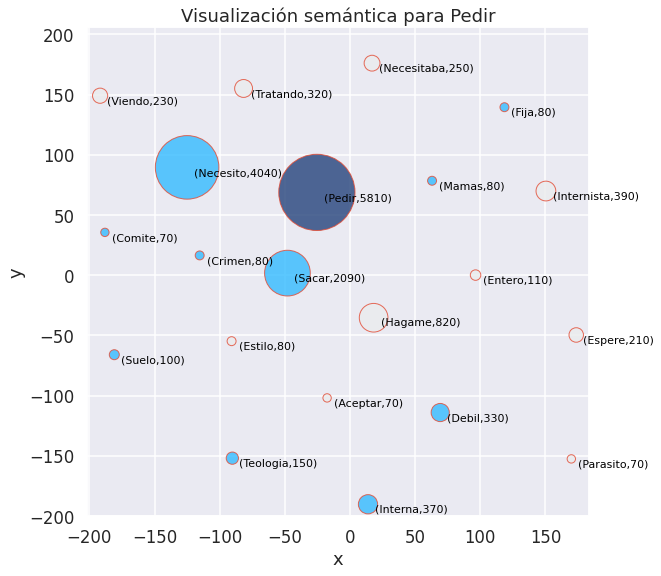 Visualización semántica para Pedir
200
(Necesitaba,250)
(Tratando,320)
150
(Viendo,230)
(Fija,80)
100
(Necesito,4040)
(Mamas,80)
(Internista,390)
(Pedir,5810)
50
(Comite,70)
(Crimen,80)
(Sacar,2090)
0
(Entero,110)
y
(Hagame,820)
−50
(Estilo,80)
(Espere,210)
(Suelo,100)
−100
(Aceptar,70)
(Debil,330)
−150
(Teologia,150)
(Parasito,70)
(Interna,370)
−200
−200 −150 −100 −50 0 50 100 150
x